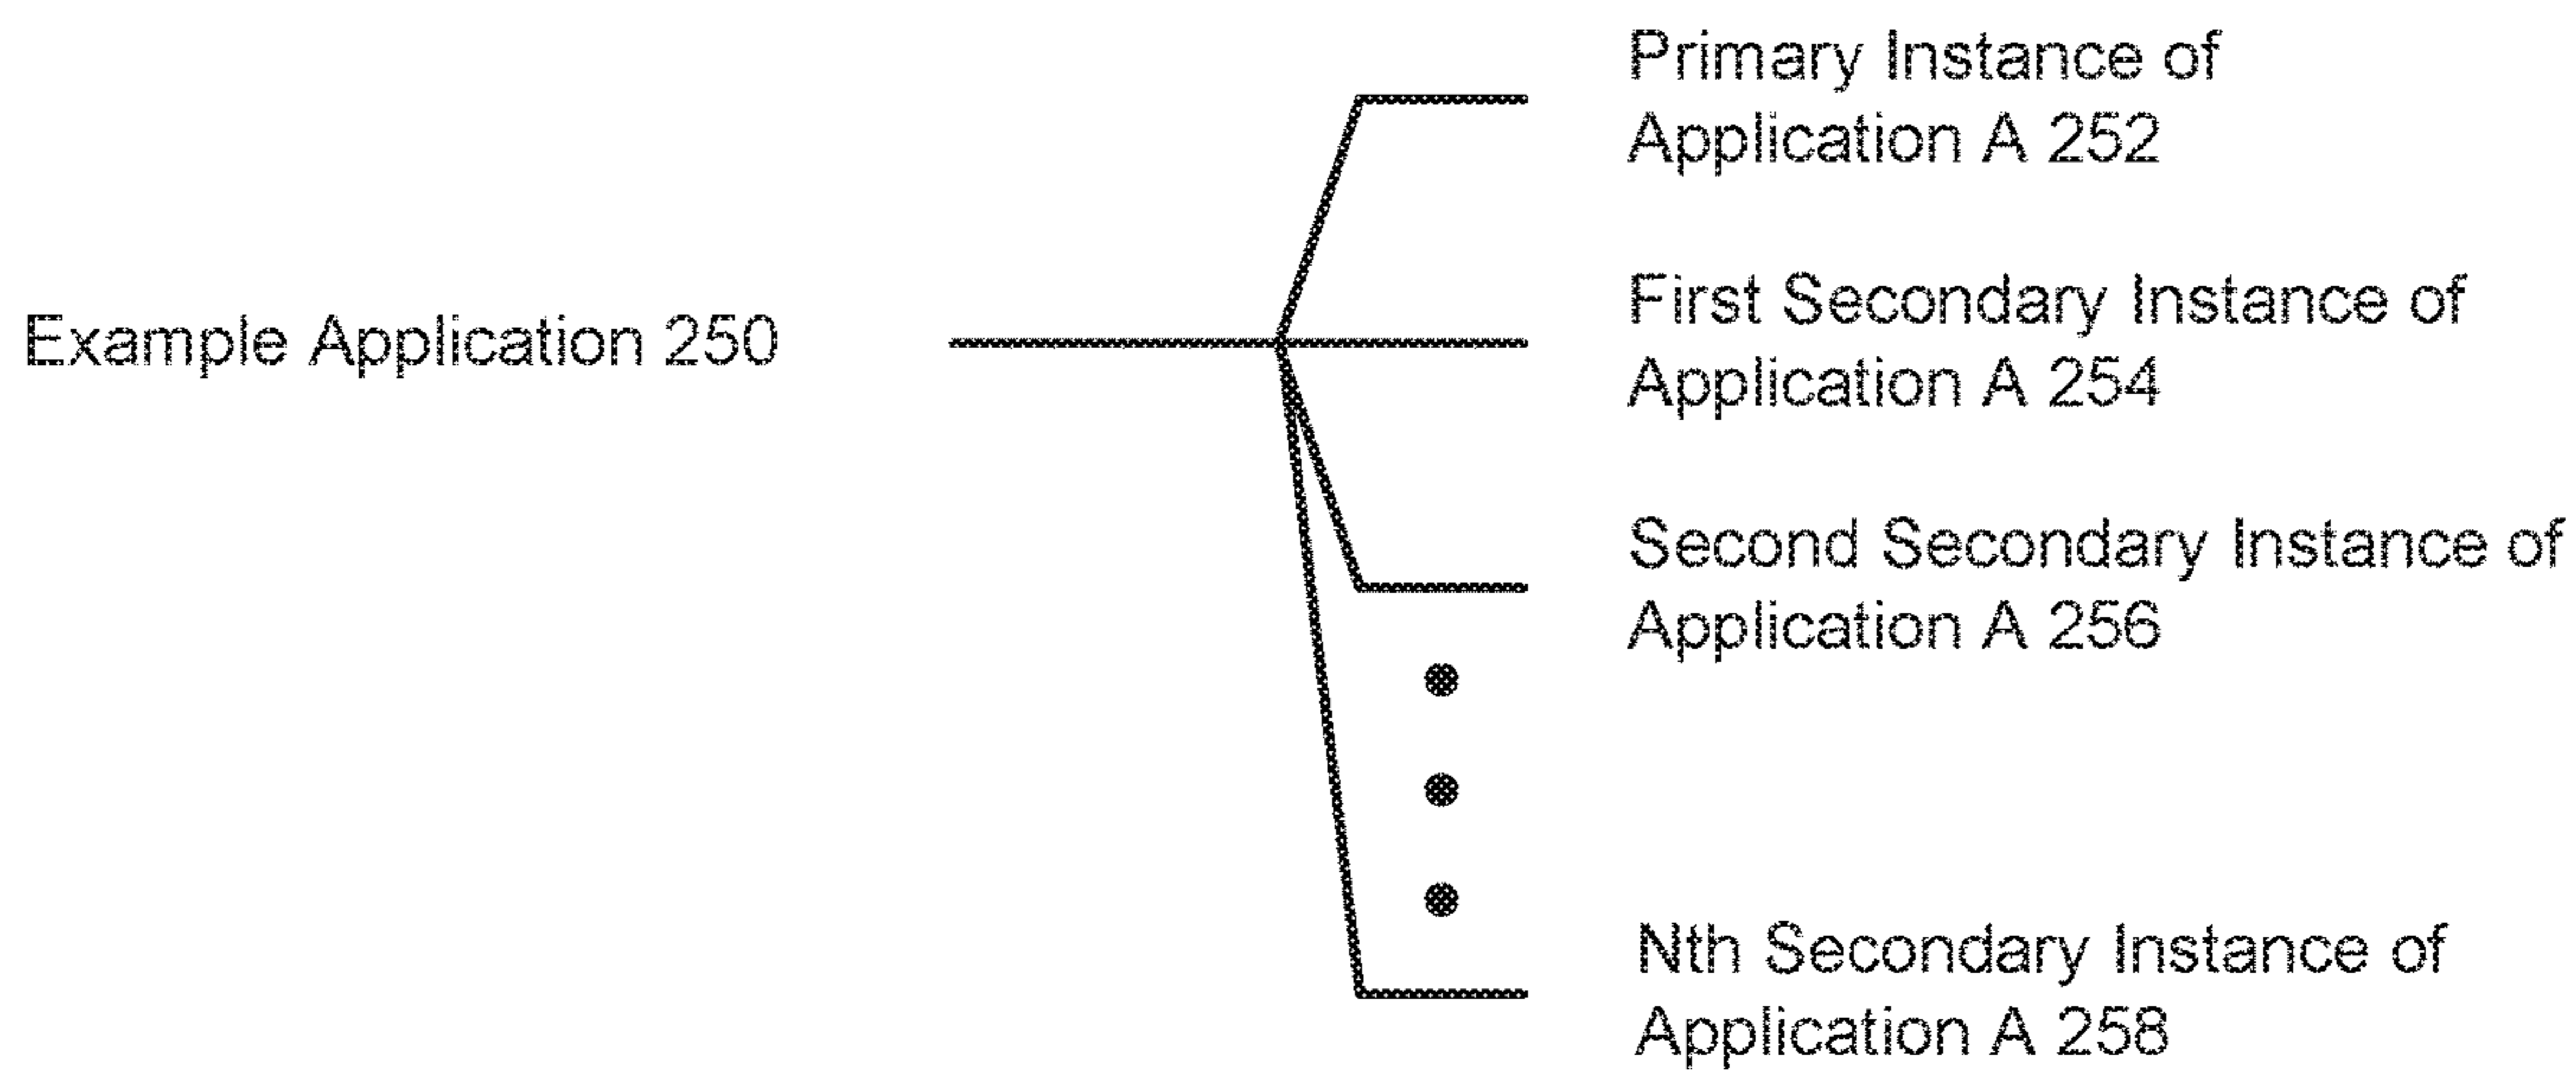 Primary Instance of
Application A 252
Example Application 250
First Secondary Instance of
Application A 254
Second Secondary Instance of
Application A 256
Nth Secondary Instance of
Application A 258